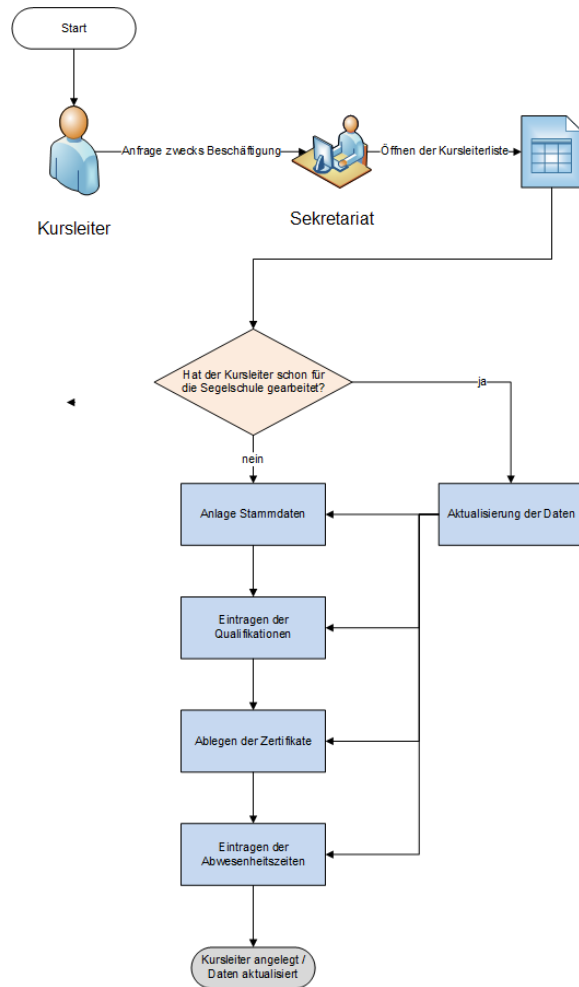 Start
Anfrage zwecks Beschäftigung
Öffnen der Kursleiterliste
Kursleiter
Sekretariat
Hat der Kursleiter schon für
die Segelschule gearbeitet?
ja
nein
Anlage Stammdaten
Aktualisierung der Daten
Eintragen der
Qualifikationen
Ablegen der Zertifikate
Eintragen der
Abwesenheitszeiten
Kursleiter angelegt /
Daten aktualisiert